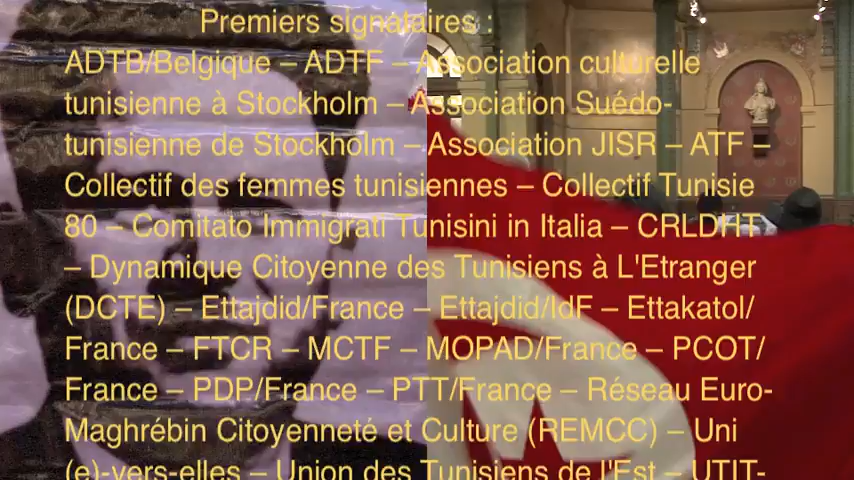 Premiers signataires :
ADTB/Belgique – ADTF – Association culturelle
tunisienne à Stockholm – Association Suédo-
tunisienne de Stockholm – Association JISR – ATF –
Collectif des femmes tunisiennes – Collectif Tunisie
80 – Comitato Immigrati Tunisini in Italia – CRLDHT
– Dynamique Citoyenne des Tunisiens à L'Etranger
(DCTE) – Ettajdid/France – Ettajdid/IdF – Ettakatol/
France – FTCR – MCTF – MOPAD/France – PCOT/
France – PDP/France – PTT/France – Réseau Euro-
Maghrébin Citoyenneté et Culture (REMCC) – Uni
(e)-vers-elles – Union des Tunisiens de l'Est – UTIT-